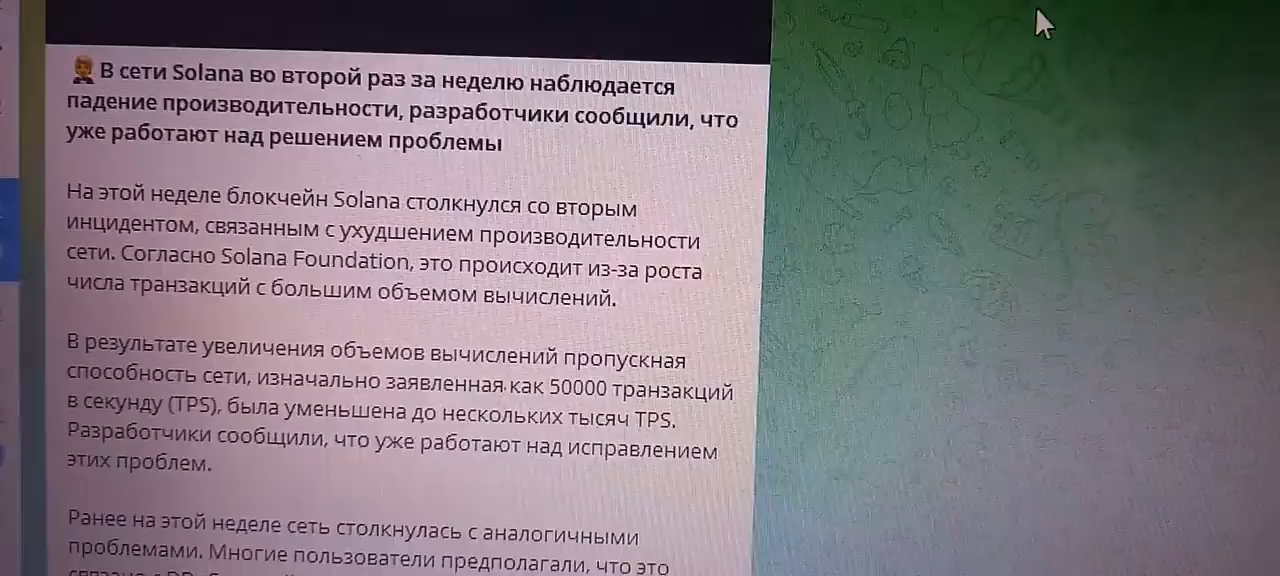 В сети Solana во второй раз за неделю наблюдается
падение производительности, разработчики сообщили, что
уже работают над решением проблемы
На этой неделе блокчейн Solana столкнулся со вторым
инцидентом, связанным с ухудшением производительности
сети. Согласно Solana Foundation, это происходит из-за роста
числа транзакций с большим объемом вычислений.
В результате увеличения объемов вычислений пропускная
способность сети, изначально заявленная как 50000 транзакций
в секунду (TPS), была уменьшена до нескольких тысяч TPS.
Разработчики сообщили, что уже работают над исправлением
этих проблем.
Ранее на этой неделе сеть столкнулась с аналогичными
проблемами. Многие пользователи предполагали, что это